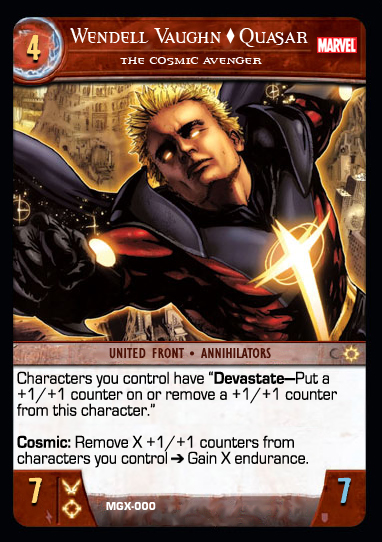 4
WENDELL VAUGHN ♦ QUASAR
MARVEL
THE COSMIC AVENGER
UNITED FRONT • ANNIHILATORS
C
Characters you control have "Devastate—Put a
+1/+1 counter on or remove a +1/+1 counter
from this character."
Cosmic: Remove X +1/+1 counters from
characters you control ➔ Gain X endurance.
7
MGX-000
7